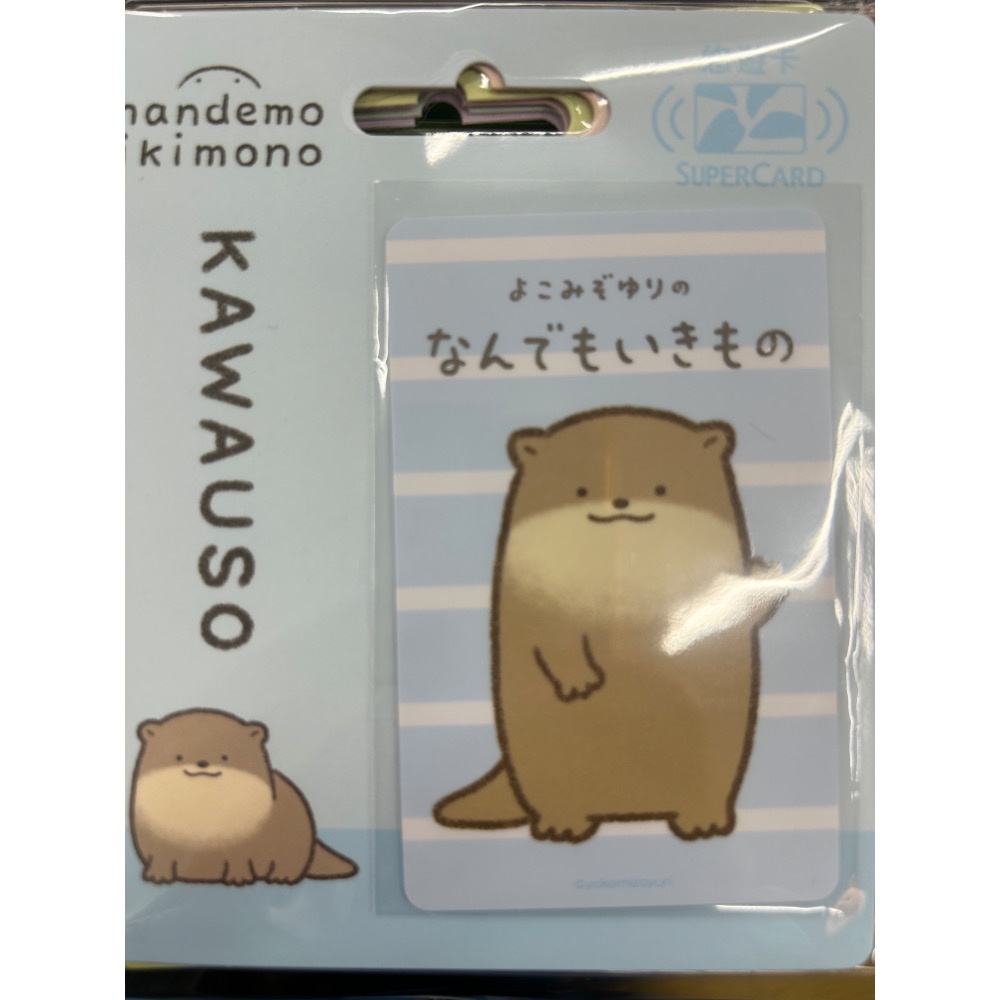 nandemo
ikimono
KAWAUSO
悠遊卡
SUPERCARD
よこみぞゆりの
なんでもいきもの
©yokomizoyuri